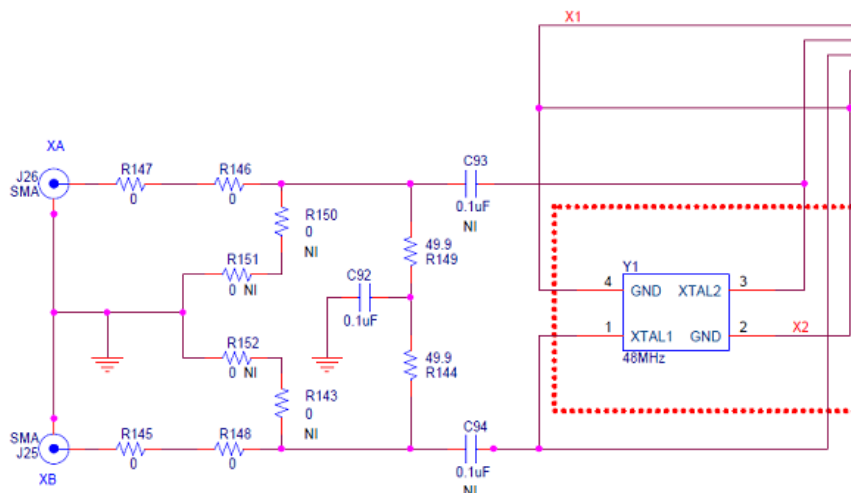 X1
XA
J26
SMA
R147
0
R146
0
C93
0.1uF
NI
R150
0
NI
R151
0 NI
C92
0.1uF
49.9
R149
Y1
4
GND
XTAL2
3
1
XTAL1
GND
2
X2
48MHz
R152
0 NI
49.9
R144
R143
0
NI
SMA
J25
XB
R145
0
R148
0
C94
0.1uF
NI